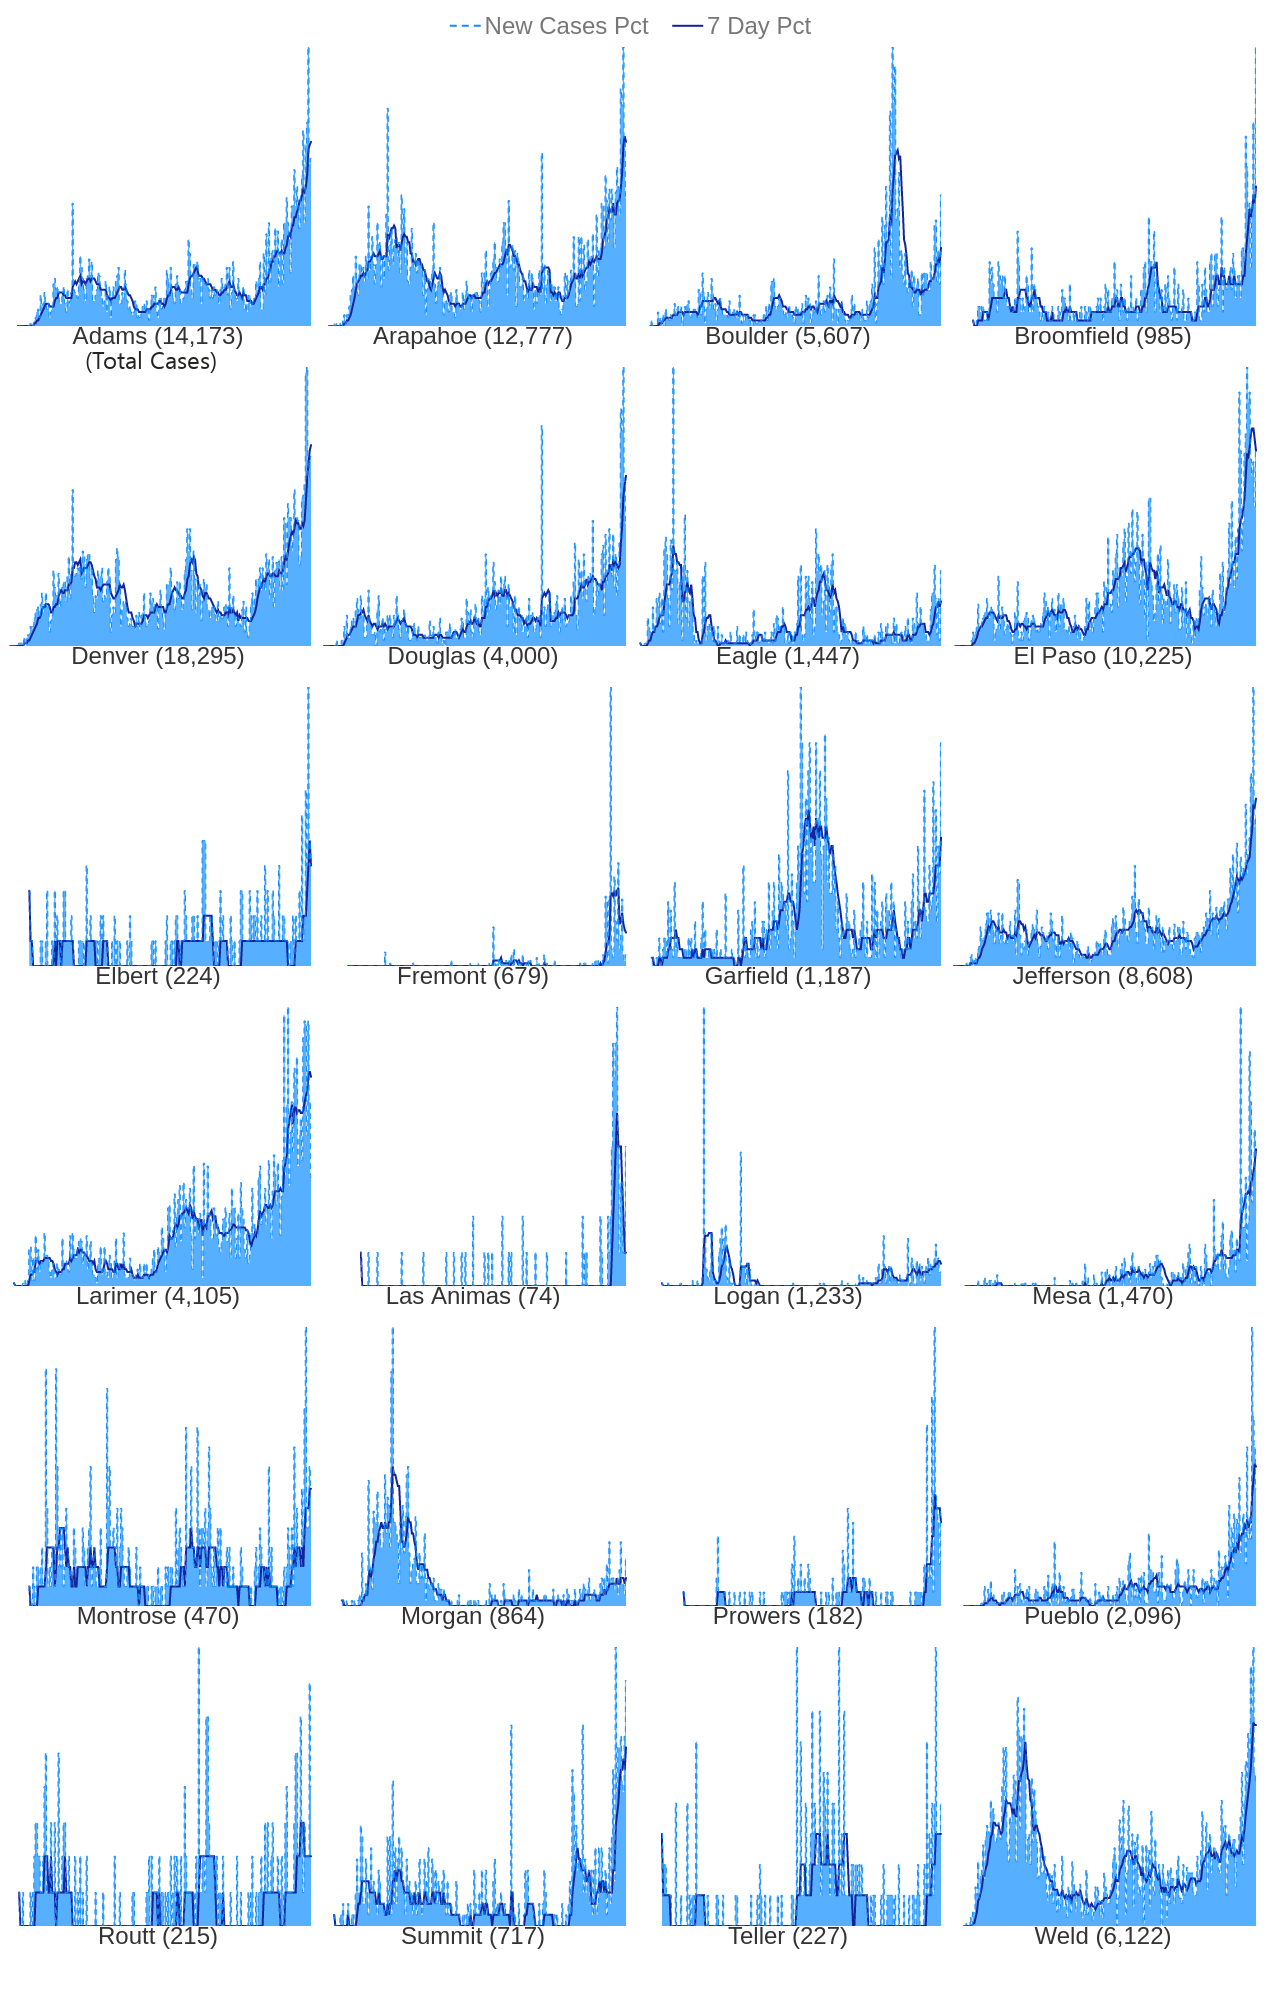 New Cases Pct 7 Day Pct
Adams (14,173) Arapahoe (12,777) Boulder (5,607) Broomfield (985)
(Total Cases)
Denver (18,295) Douglas (4,000) Eagle (1,447) El Paso (10,225)
Elbert (224) Fremont (679) Garfield (1,187) Jefferson (8,608)
Larimer (4,105) Las Animas (74) Logan (1,233) Mesa (1,470)
Montrose (470) Morgan (864) Prowers (182) Pueblo (2,096)
Routt (215) Summit (717) Teller (227) Weld (6,122)